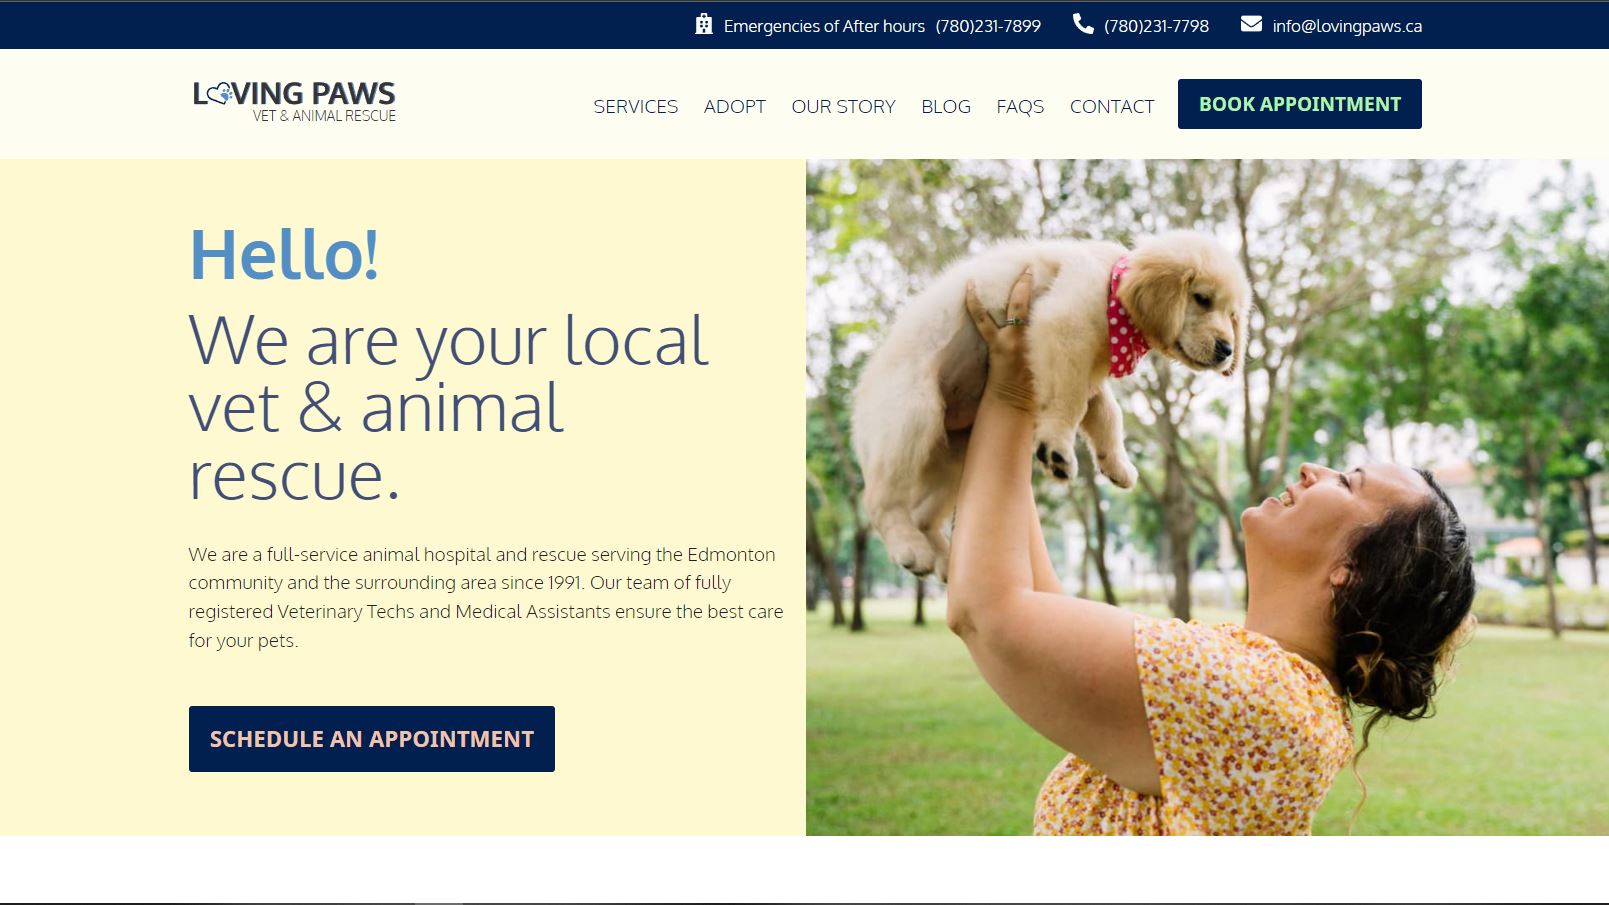 Emergencies of After hours (780)231-7899 (780)231-7798 info@lovingpaws.ca
LOVING PAWS
VET & ANIMAL RESCUE
SERVICES ADOPT OUR STORY BLOG FAQS CONTACT BOOK APPOINTMENT
Hello!
We are your local
vet & animal
rescue.
We are a full-service animal hospital and rescue serving the Edmonton
community and the surrounding area since 1991. Our team of fully
registered Veterinary Techs and Medical Assistants ensure the best care
for your pets.
SCHEDULE AN APPOINTMENT